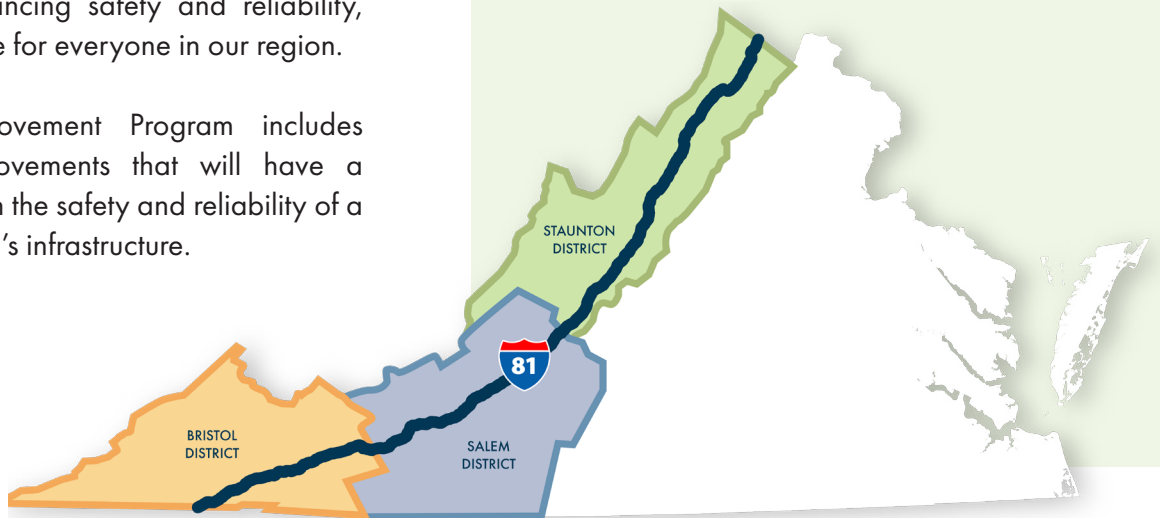 ncing safety and reliability,
e for everyone in our region.
ovement Program includes
ovements that will have a
n the safety and reliability of a
's infrastructure.
STAUNTON
DISTRICT
81
BRISTOL
DISTRICT
SALEM
DISTRICT